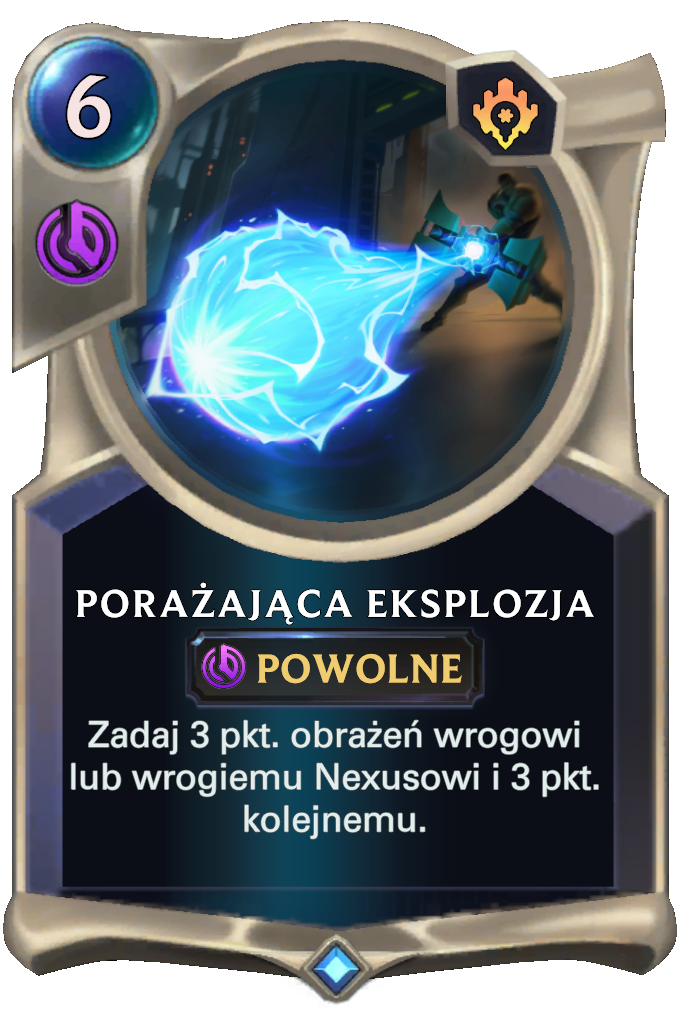 6
PORAŻAJĄCA EKSPLOZJA
POWOLNE
Zadaj 3 pkt. obrażeń wrogowi
lub wrogiemu Nexusowi i 3 pkt.
kolejnemu.